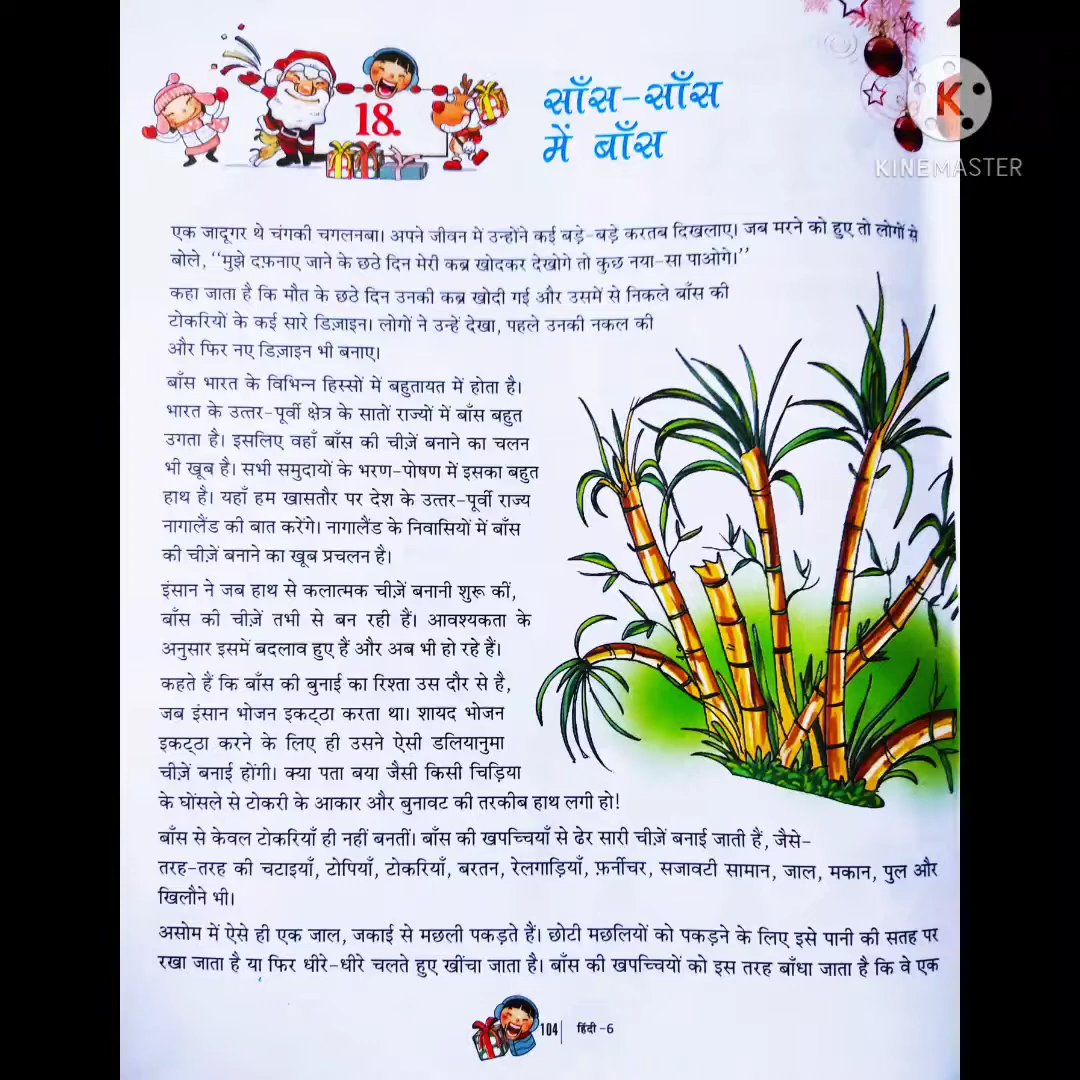 18.
साँस-साँस
में बाँस
K
KINEMASTER
एक जादूगर थे चंगकी चगलनबा। अपने जीवन में उन्होंने कई बड़े-बड़े करतब दिखलाए। जब मरने को हुए तो लोगों से
बोले, ‘‘मुझे दफ़नाए जाने के छठे दिन मेरी कब्र खोदकर देखोगे तो कुछ नया-सा पाओगे।’’
कहा जाता है कि मौत के छठे दिन उनकी कब्र खोदी गई और उसमें से निकले बाँस की
टोकरियों के कई सारे डिज़ाइन। लोगों ने उन्हें देखा, पहले उनकी नकल की
और फिर नए डिज़ाइन भी बनाए।
बाँस भारत के विभिन्न हिस्सों में बहुतायत में होता है।
भारत के उत्तर-पूर्वी क्षेत्र के सातों राज्यों में बाँस बहुत
उगता है। इसलिए वहाँ बाँस की चीज़ें बनाने का चलन
भी खूब है। सभी समुदायों के भरण-पोषण में इसका बहुत
हाथ है। यहाँ हम खासतौर पर देश के उत्तर-पूर्वी राज्य
नागालैंड की बात करेंगे। नागालैंड के निवासियों में बाँस
की चीज़ें बनाने का खूब प्रचलन है।
इंसान ने जब हाथ से कलात्मक चीज़ें बनानी शुरू कीं,
बाँस की चीज़ें तभी से बन रही हैं। आवश्यकता के
अनुसार इसमें बदलाव हुए हैं और अब भी हो रहे हैं।
कहते हैं कि बाँस की बुनाई का रिश्ता उस दौर से है,
जब इंसान भोजन इकट्ठा करता था। शायद भोजन
इकट्ठा करने के लिए ही उसने ऐसी डलियानुमा
चीज़ें बनाई होंगी। क्या पता बया जैसी किसी चिड़िया
के घोंसले से टोकरी के आकार और बुनावट की तरकीब हाथ लगी हो!
बाँस से केवल टोकरियाँ ही नहीं बनतीं। बाँस की खपच्चियाँ से ढेर सारी चीज़ें बनाई जाती हैं, जैसे-
तरह-तरह की चटाइयाँ, टोपियाँ, टोकरियाँ, बरतन, रेलगाड़ियाँ, फ़र्नीचर, सजावटी सामान, जाल, मकान, पुल और
खिलौने भी।
असोम में ऐसे ही एक जाल, जकाई से मछली पकड़ते हैं। छोटी मछलियों को पकड़ने के लिए इसे पानी की सतह पर
रखा जाता है या फिर धीरे-धीरे चलते हुए खींचा जाता है। बाँस की खपच्चियों को इस तरह बाँधा जाता है कि वे एक
104 हिंदी -6